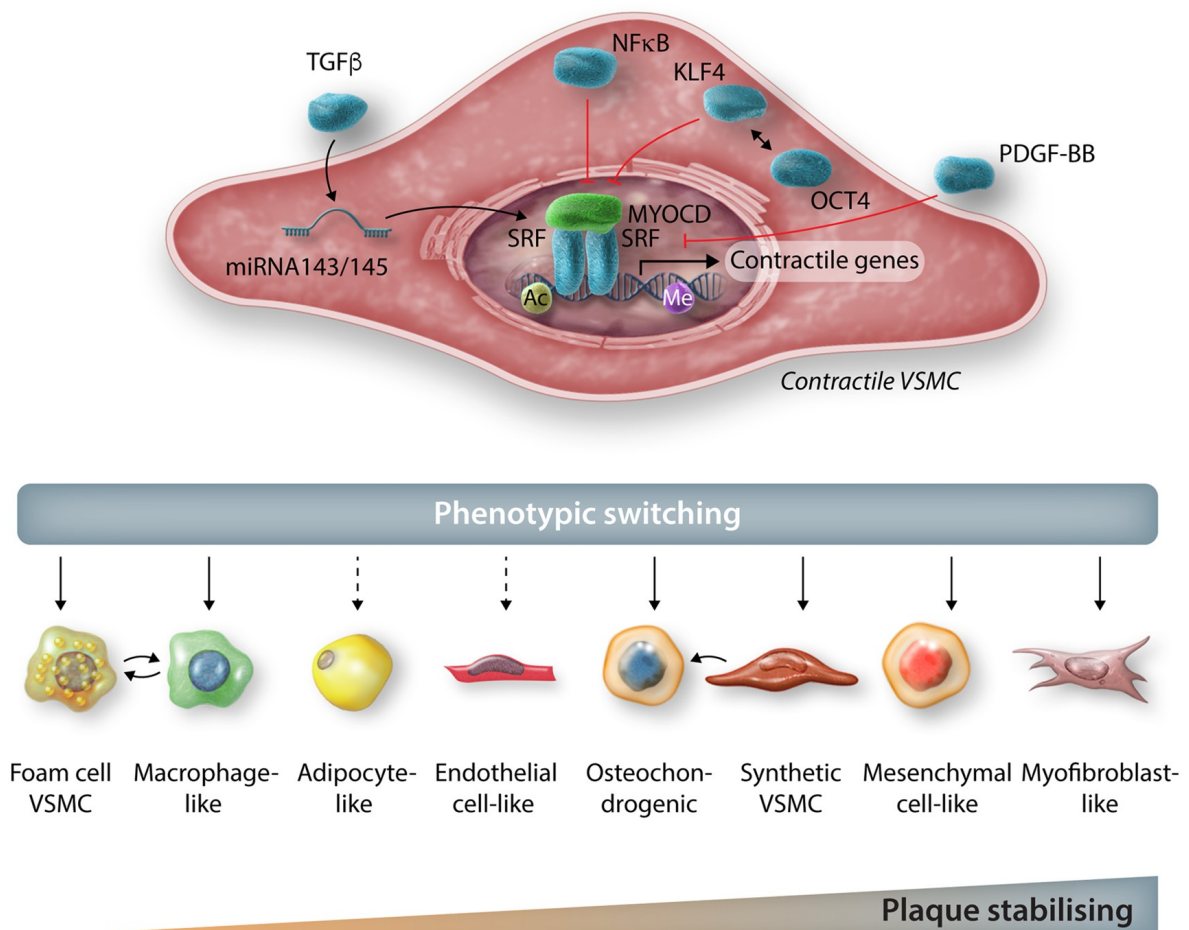 TGFβ
NFκB
KLF4
PDGF-BB
OCT4
MYOCD
SRF
SRF
miRNA143/145
Contractile genes
Ac
Me
Contractile VSMC
Phenotypic switching
Foam cell
VSMC
Macrophage-
like
Adipocyte-
like
Endothelial
cell-like
Osteochon-
drogenic
Synthetic
VSMC
Mesenchymal
cell-like
Myofibroblast-
like
Plaque stabilising